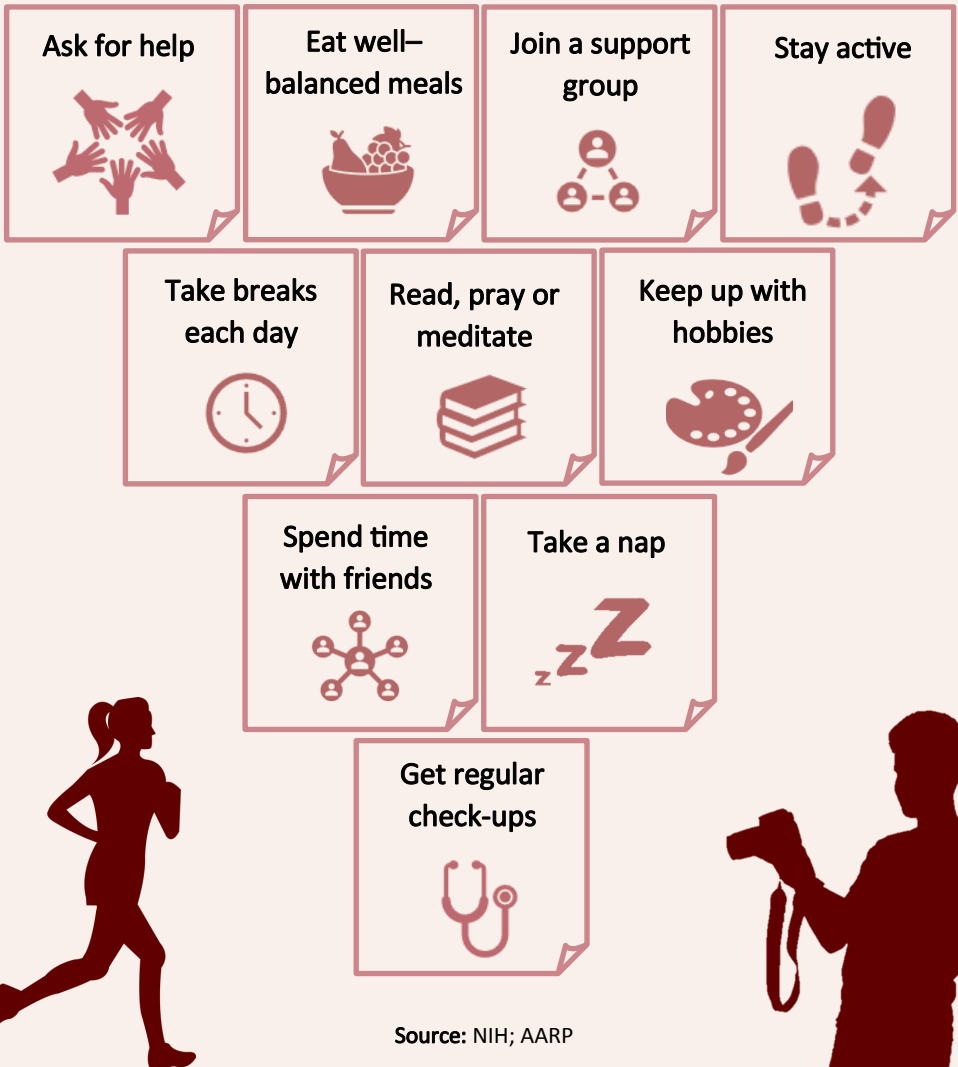 Ask for help
Eat well–
balanced meals
Join a support
group
Stay active
Take breaks
each day
Read, pray or
meditate
Keep up with
hobbies
Spend time
with friends
Take a nap
z z Z
Get regular
check-ups
Source: NIH; AARP